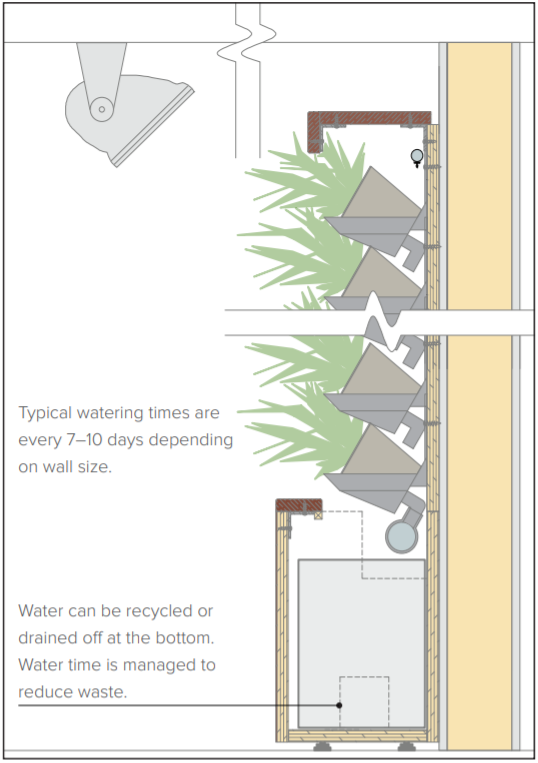 Typical watering times are
every 7–10 days depending
on wall size.
Water can be recycled or
drained off at the bottom.
Water time is managed to
reduce waste.